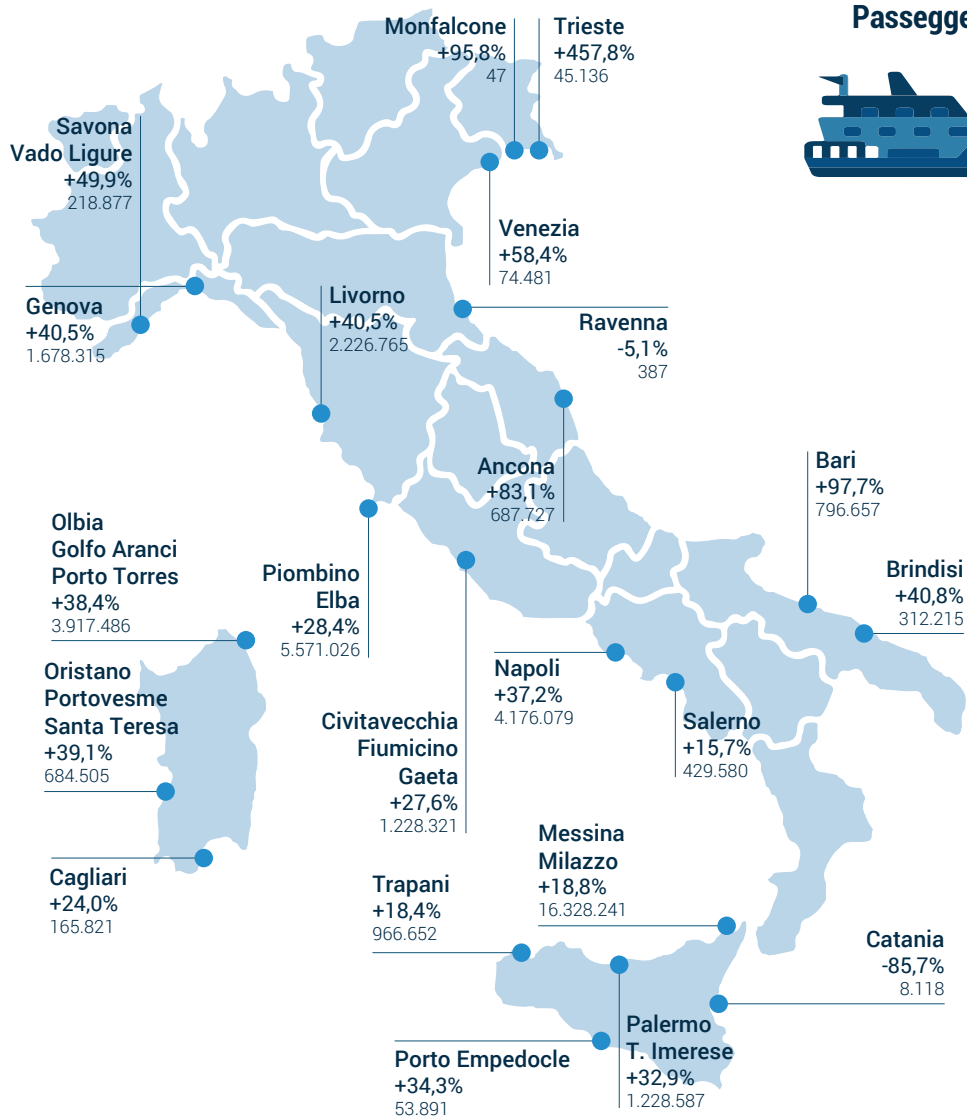 Passegge
Monfalcone
+95,8%
47
Trieste
+457,8%
45.136
Savona
Vado Ligure
+49,9%
218.877
Venezia
+58,4%
74.481
Genova
+40,5%
1.678.315
Livorno
+40,5%
2.226.765
Ravenna
-5,1%
387
Ancona
+83,1%
687.727
Bari
+97,7%
796.657
Brindisi
+40,8%
312.215
Olbia
Golfo Aranci
Porto Torres
+38,4%
3.917.486
Piombino
Elba
+28,4%
5.571.026
Oristano
Portovesme
Santa Teresa
+39,1%
684.505
Napoli
+37,2%
4.176.079
Salerno
+15,7%
429.580
Civitavecchia
Fiumicino
Gaeta
+27,6%
1.228.321
Cagliari
+24,0%
165.821
Messina
Milazzo
+18,8%
16.328.241
Trapani
+18,4%
966.652
Catania
-85,7%
8.118
Palermo
T. Imerese
+32,9%
1.228.587
Porto Empedocle
+34,3%
53.891